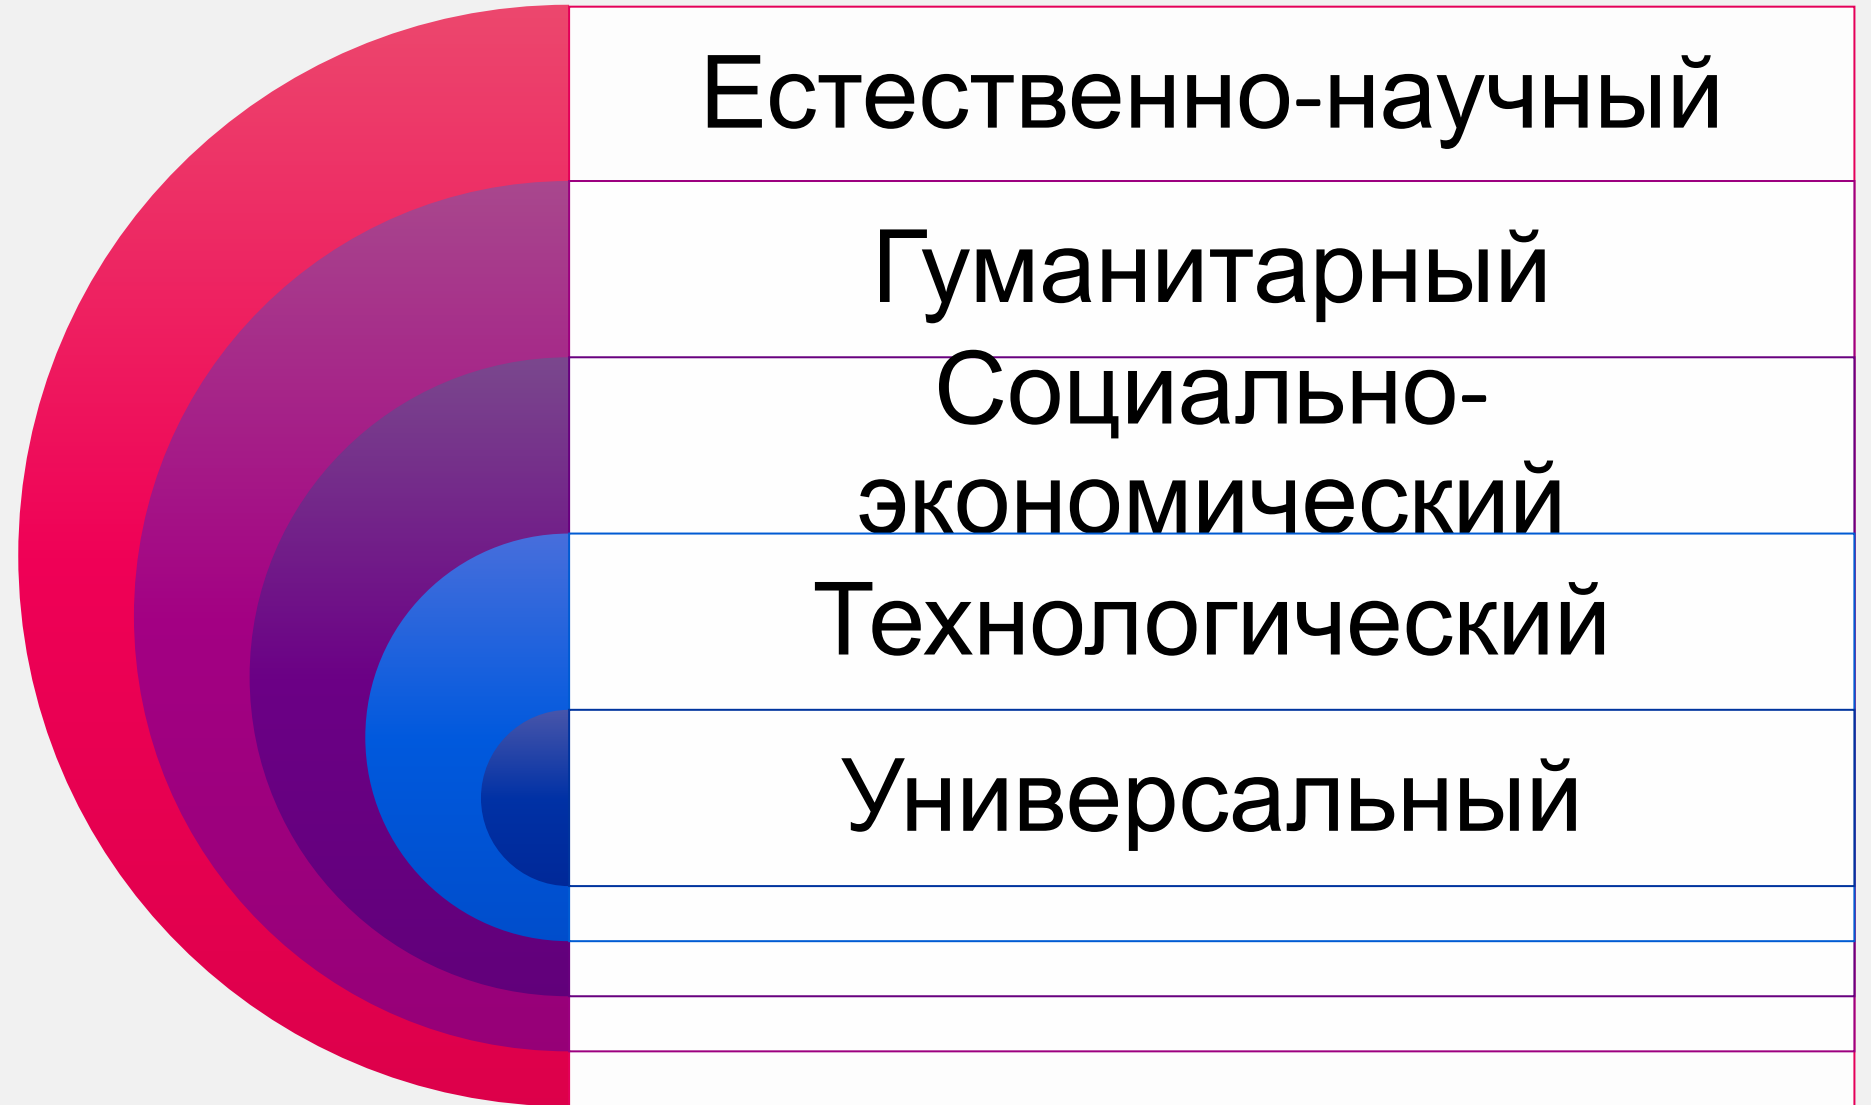 Естественно-научный
Гуманитарный
Социально-
экономический
Технологический
Универсальный